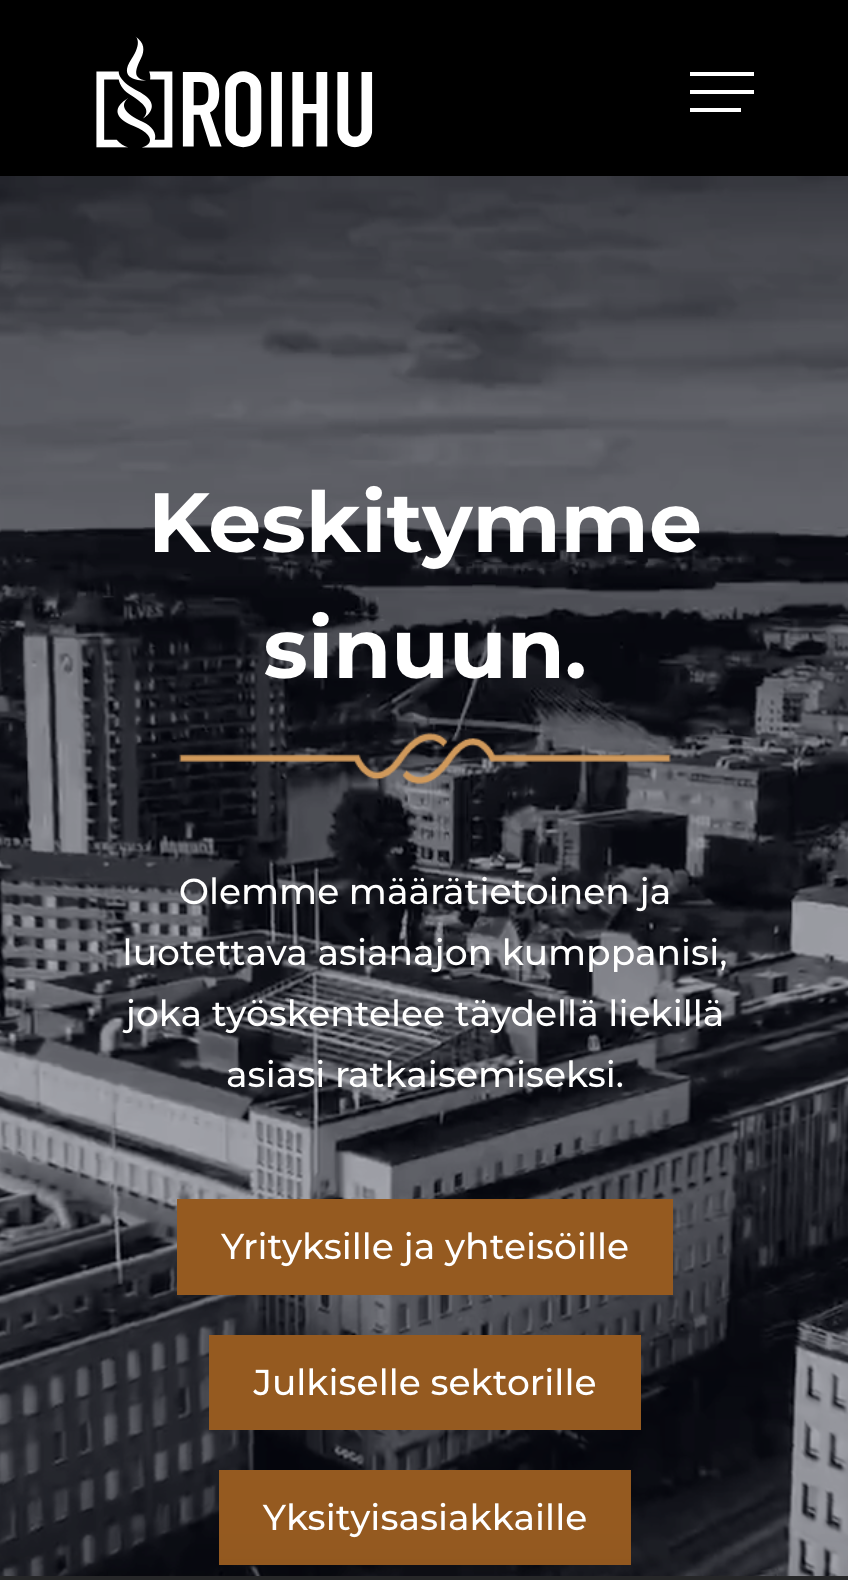 ROIHU
Keskitymme
sinuun.
ILVES
Olemme määrätietoinen ja
luotettava asianajon kumppanisi,
joka työskentelee täydellä liekillä
asiasi ratkaisemiseksi.
Yrityksille ja yhteisöille
Julkiselle sektorille
Yksityisasiakkaille